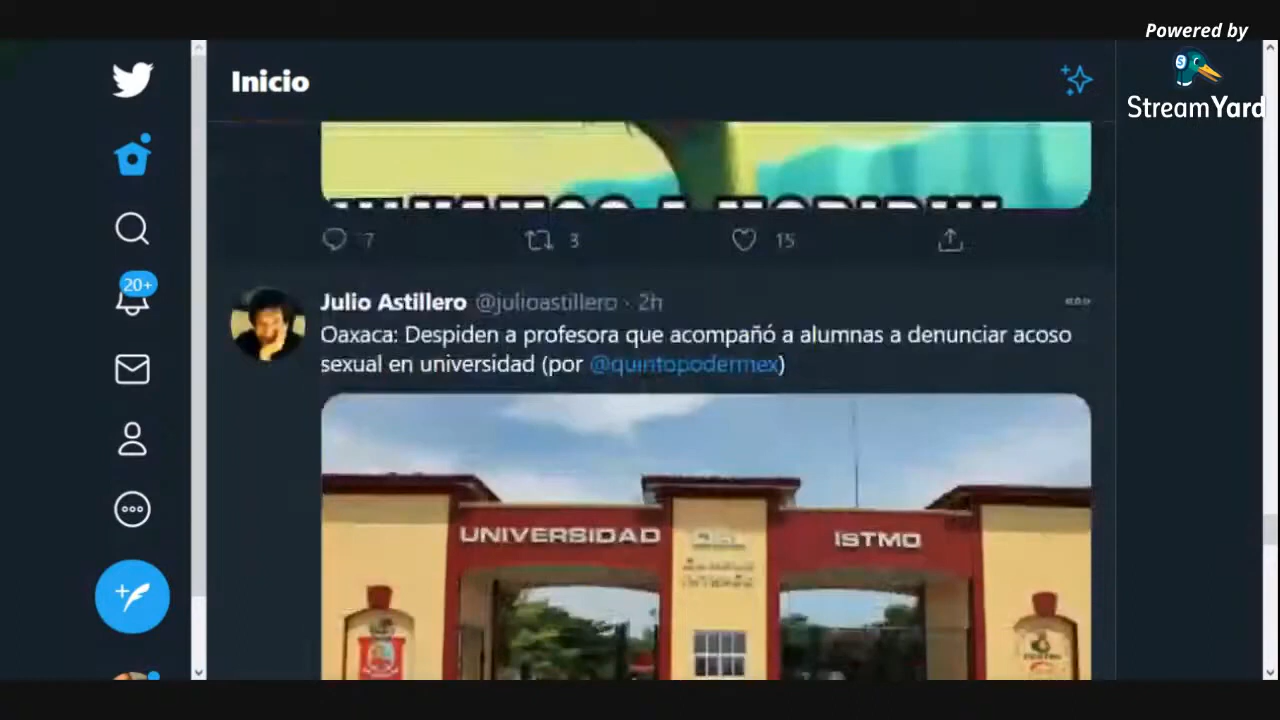 Powered by
StreamYard
Inicio
7
3
15
20+
Julio Astillero @julioastillero · 2h
Oaxaca: Despiden a profesora que acompañó a alumnas a denunciar acoso
sexual en universidad (por @quintopodermex)
UNIVERSIDAD
DEL
ISTMO